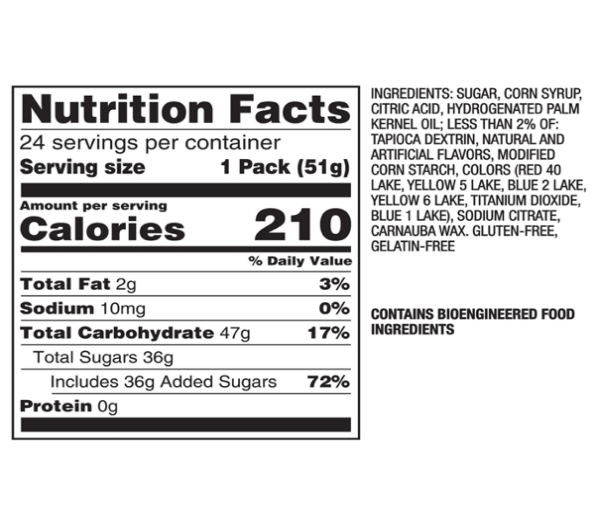 Nutrition Facts
24 servings per container
Serving size 1 Pack (51g)
Amount per serving
Calories 210
% Daily Value
Total Fat 2g 3%
Sodium 10mg 0%
Total Carbohydrate 47g 17%
Total Sugars 36g
Includes 36g Added Sugars 72%
Protein 0g
INGREDIENTS: SUGAR, CORN SYRUP,
CITRIC ACID, HYDROGENATED PALM
KERNEL OIL; LESS THAN 2% OF:
TAPIOCA DEXTRIN, NATURAL AND
ARTIFICIAL FLAVORS, MODIFIED
CORN STARCH, COLORS (RED 40
LAKE, YELLOW 5 LAKE, BLUE 2 LAKE,
YELLOW 6 LAKE, TITANIUM DIOXIDE,
BLUE 1 LAKE), SODIUM CITRATE,
CARNAUBA WAX. GLUTEN-FREE,
GELATIN-FREE
CONTAINS BIOENGINEERED FOOD
INGREDIENTS